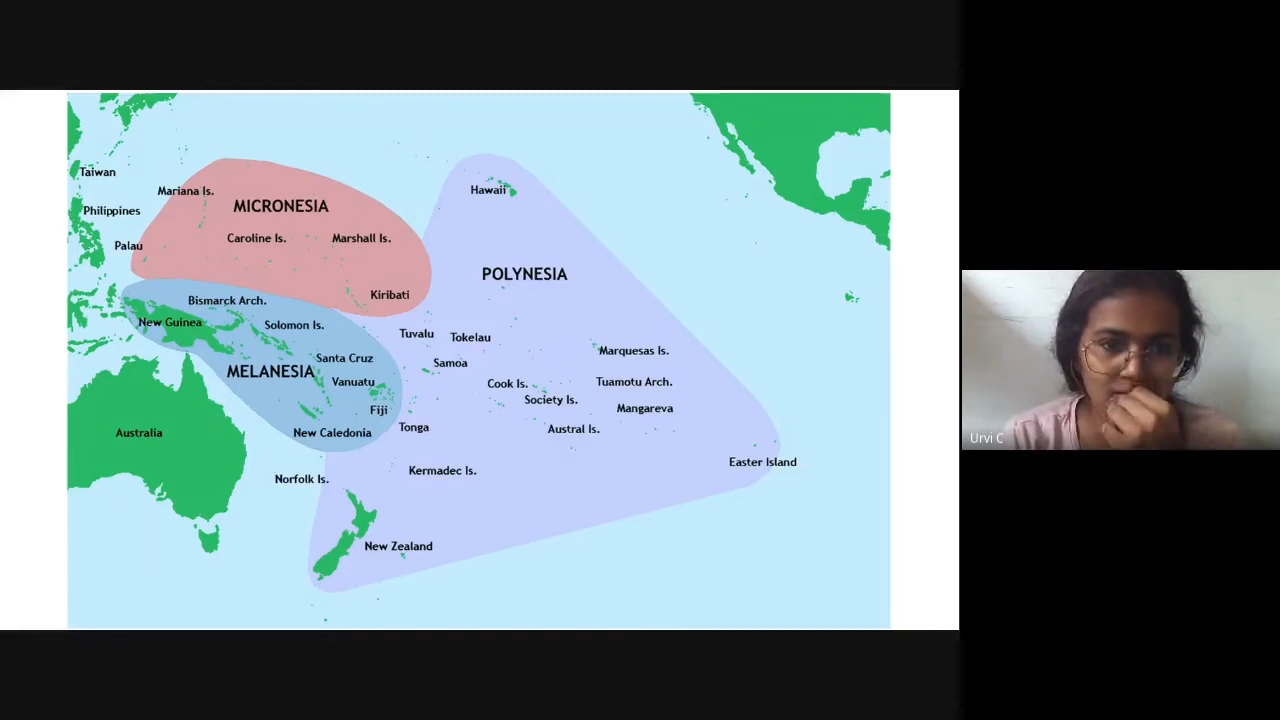 Taiwan
Mariana Is.
Hawaii
MICRONESIA
Philippines
Palau
Caroline Is.
Marshall Is.
POLYNESIA
Kiribati
Bismarck Arch.
New Guinea
Solomon Is.
Tuvalu
Tokelau
Santa Cruz
Samoa
Marquesas Is.
MELANESIA
Vanuatu
Cook Is.
Tuamotu Arch.
Society Is.
Fiji
Mangareva
Australia
New Caledonia
Tonga
Austral Is.
Easter Island
Kermadec Is.
Norfolk Is.
New Zealand
Urvi C